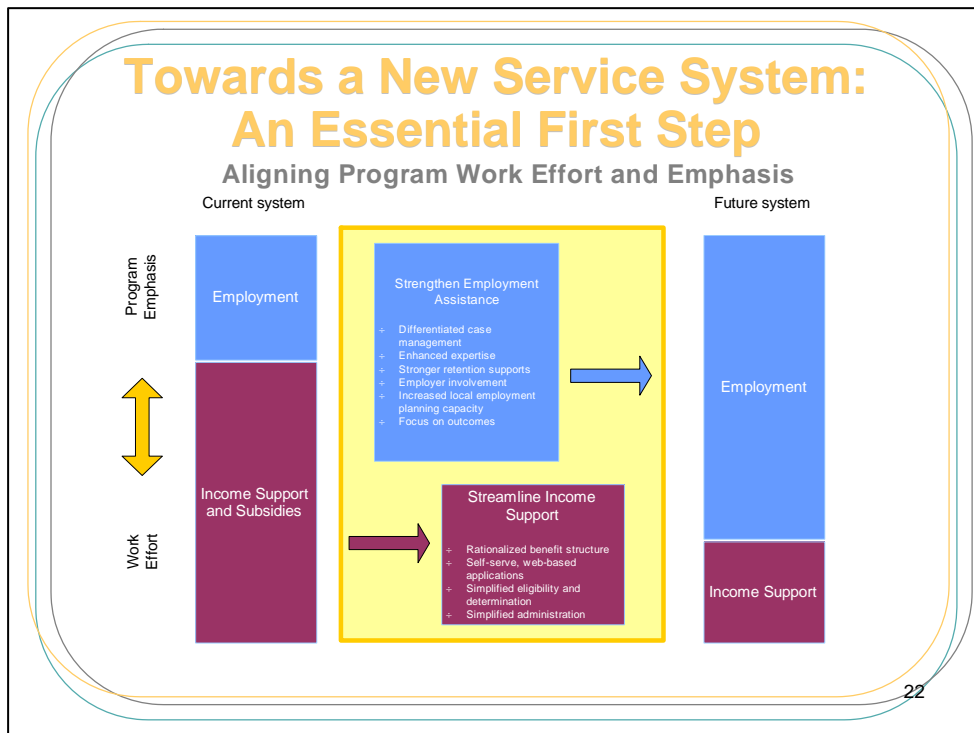 Towards a New Service System:
An Essential First Step
Aligning Program Work Effort and Emphasis
Current system
Future system
Program
Emphasis
Work
Effort
Employment
Income Support
and Subsidies
Strengthen Employment
Assistance
÷ Differentiated case
management
÷ Enhanced expertise
÷ Stronger retention supports
÷ Employer involvement
÷ Increased local employment
planning capacity
÷ Focus on outcomes
Streamline Income
Support
÷ Rationalized benefit structure
÷ Self-serve, web-based
applications
÷ Simplified eligibility and
determination
÷ Simplified administration
Employment
Income Support
22